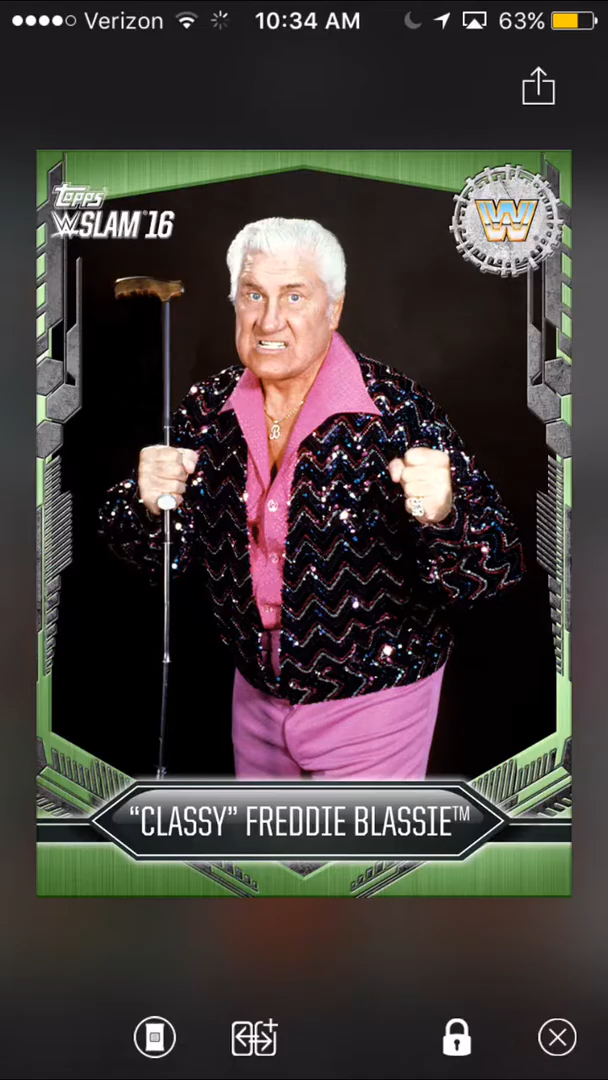 Verizon 10:34 AM 63%
Topps
W SLAM®16
W
"CLASSY" FREDDIE BLASSIE™
B